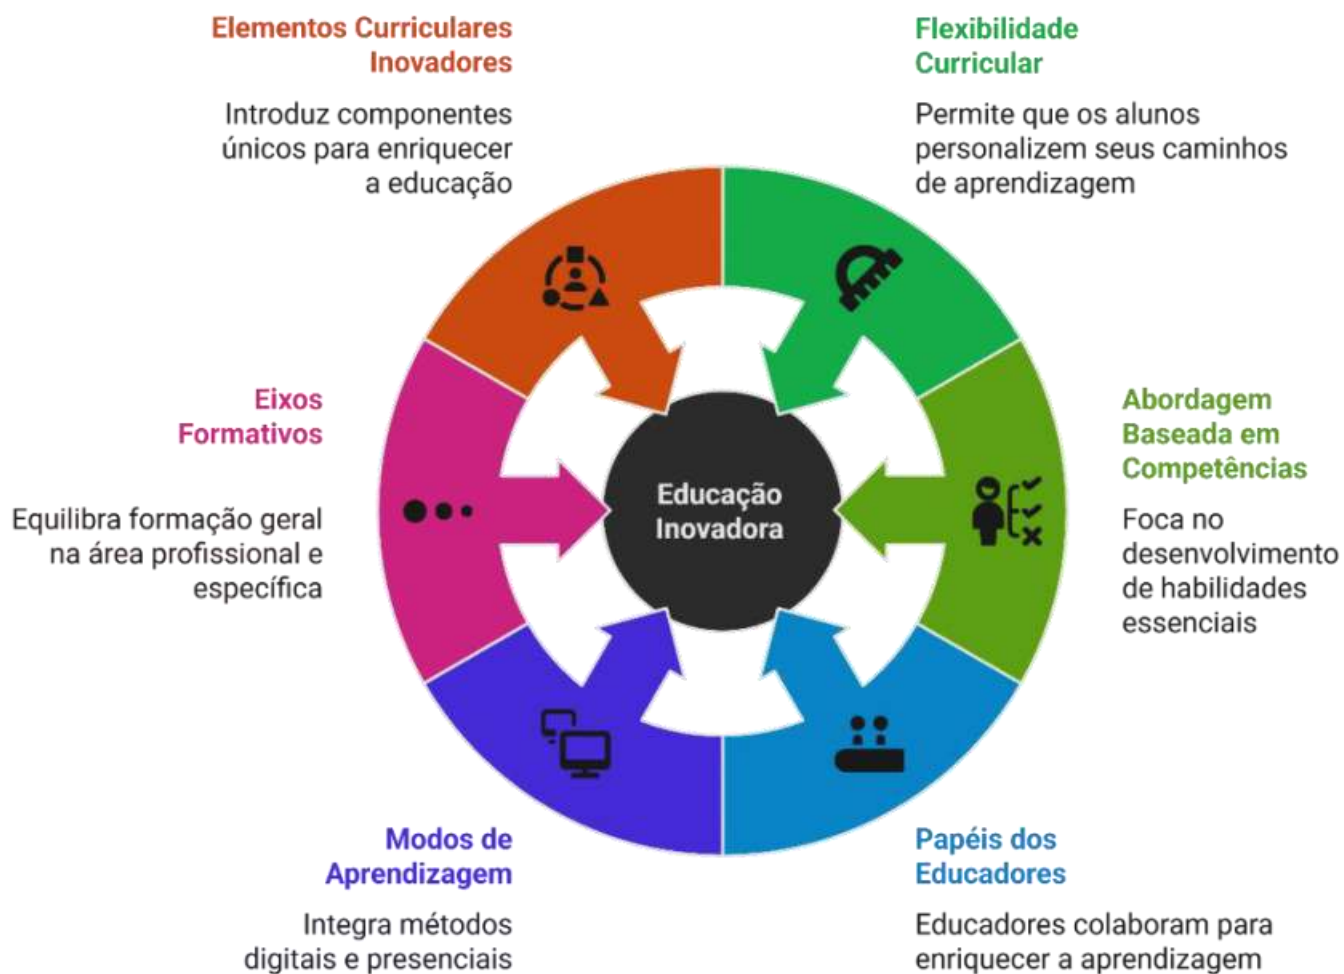 Elementos Curriculares
Inovadores
Introduz componentes
únicos para enriquecer
a educação
Flexibilidade
Curricular
Permite que os alunos
personalizem seus caminhos
de aprendizagem
Eixos
Formativos
Equilibra formação geral
na área profissional e
específica
Educação
Inovadora
Abordagem
Baseada em
Competências
Foca no
desenvolvimento
de habilidades
essenciais
Modos de
Aprendizagem
Integra métodos
digitais e presenciais
Papéis dos
Educadores
Educadores colaboram para
enriquecer a aprendizagem